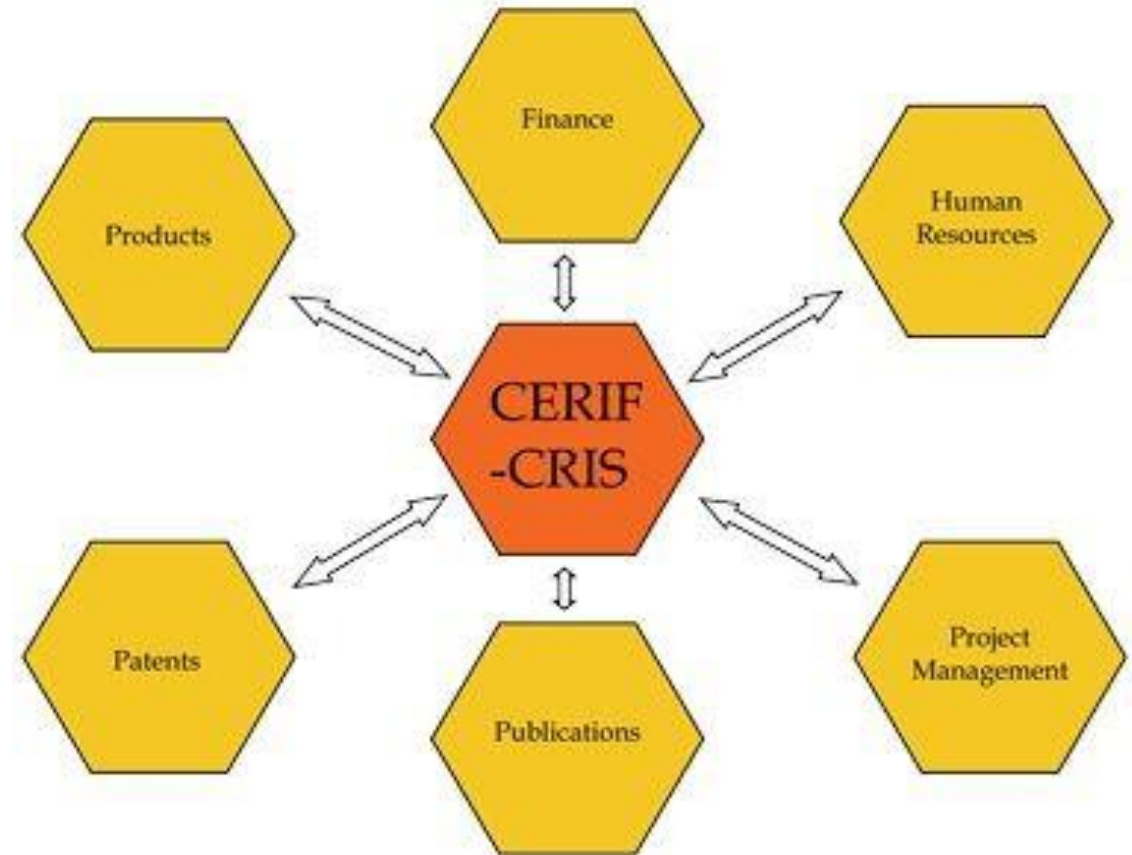 Finance
Human
Resources
Products
CERIF
-CRIS
Patents
Project
Management
Publications